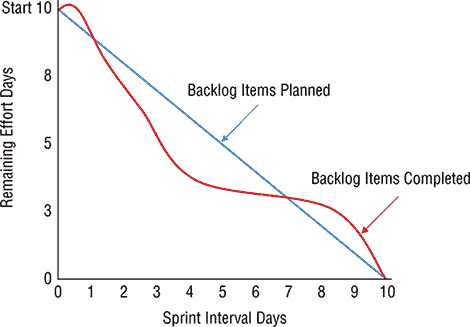 Start 10
8
5
3
0
Remaining Effort Days
Backlog Items Planned
Backlog Items Completed
0 1 2 3 4 5 6 7 8 9 10
Sprint Interval Days